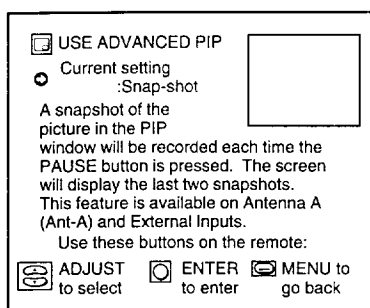 USE ADVANCED PIP
Current setting
:Snap-shot
A snapshot of the
picture in the PIP
window will be recorded each time the
PAUSE button is pressed. The screen
will display the last two snapshots.
This feature is available on Antenna A
(Ant-A) and External Inputs.
Use these buttons on the remote:
ADJUST ENTER MENU to
to select to enter go back